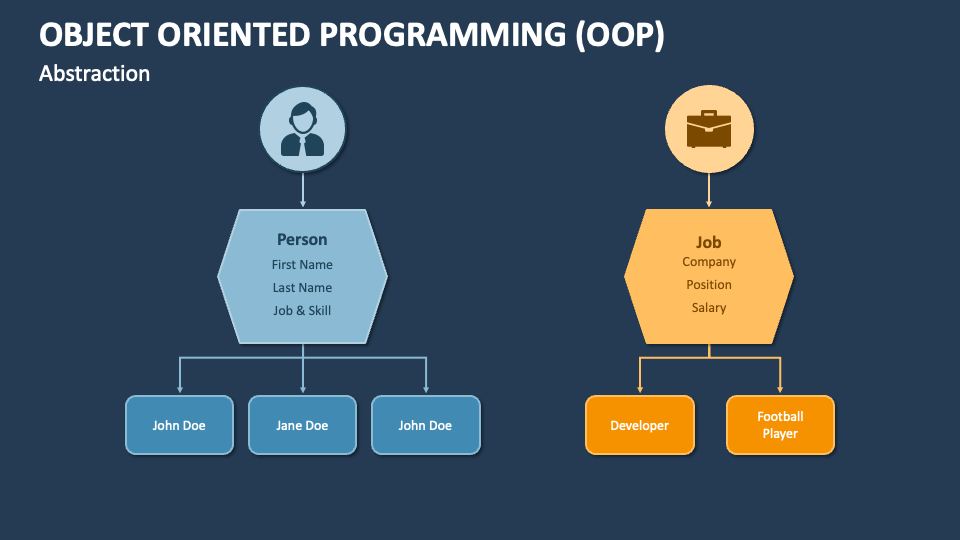 OBJECT ORIENTED PROGRAMMING (OOP)
Abstraction
Person
First Name
Last Name
Job & Skill
Job
Company
Position
Salary
John Doe
Jane Doe
John Doe
Developer
Football
Player